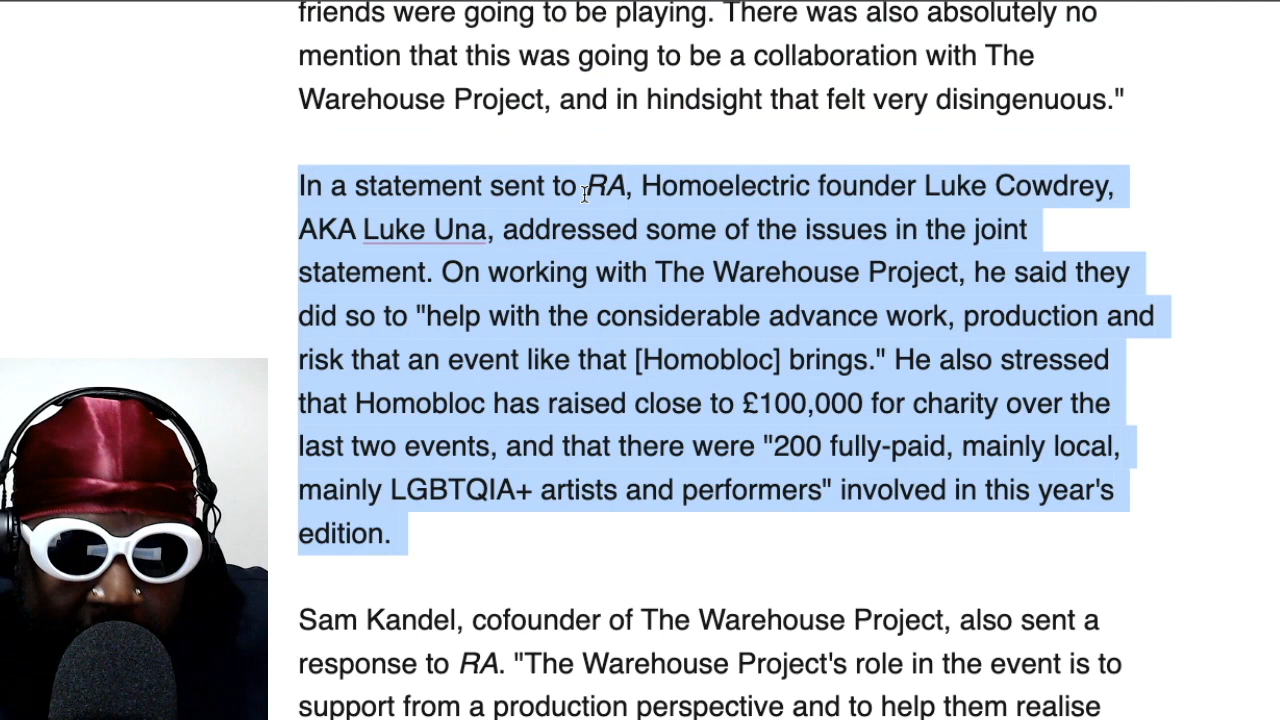 friends were going to be playing. There was also absolutely no
mention that this was going to be a collaboration with The
Warehouse Project, and in hindsight that felt very disingenuous."
In a statement sent to RA, Homoelectric founder Luke Cowdrey,
AKA Luke Una, addressed some of the issues in the joint
statement. On working with The Warehouse Project, he said they
did so to "help with the considerable advance work, production and
risk that an event like that [Homobloc] brings." He also stressed
that Homobloc has raised close to £100,000 for charity over the
last two events, and that there were "200 fully-paid, mainly local,
mainly LGBTQIA+ artists and performers" involved in this year's
edition.
Sam Kandel, cofounder of The Warehouse Project, also sent a
response to RA. "The Warehouse Project's role in the event is to
support from a production perspective and to help them realise